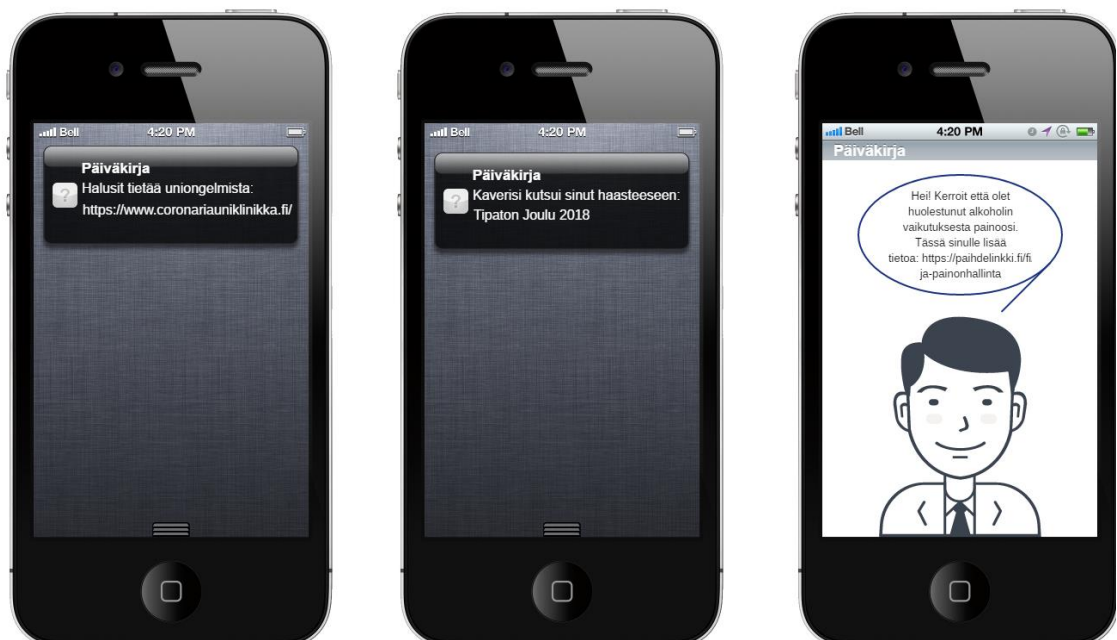 Bell 4:20 PM
Päiväkirja
Halusit tietää uniongelmista:
https://www.coronariauniklinikka.fi/
?
Bell 4:20 PM
Päiväkirja
Kaverisi kutsui sinut haasteeseen:
Tipaton Joulu 2018
?
Bell 4:20 PM
Päiväkirja
Hei! Kerroit että olet
huolestunut alkoholin
vaikutuksesta painoosi.
Tässä sinulle lisää
tietoa: https://paihdelinkki.fi/fi
ja-painonhallinta